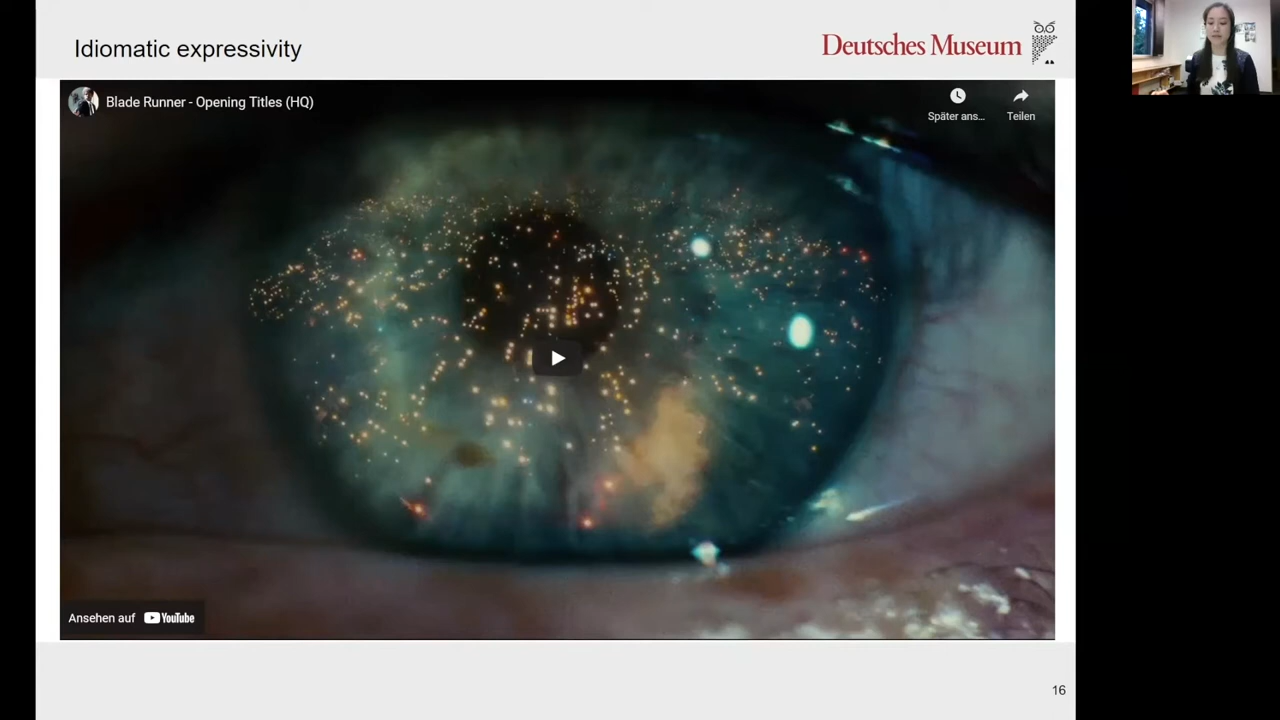 Idiomatic expressivity
Deutsches Museum
Blade Runner - Opening Titles (HQ)
Später ans...
Teilen
Ansehen auf YouTube
16